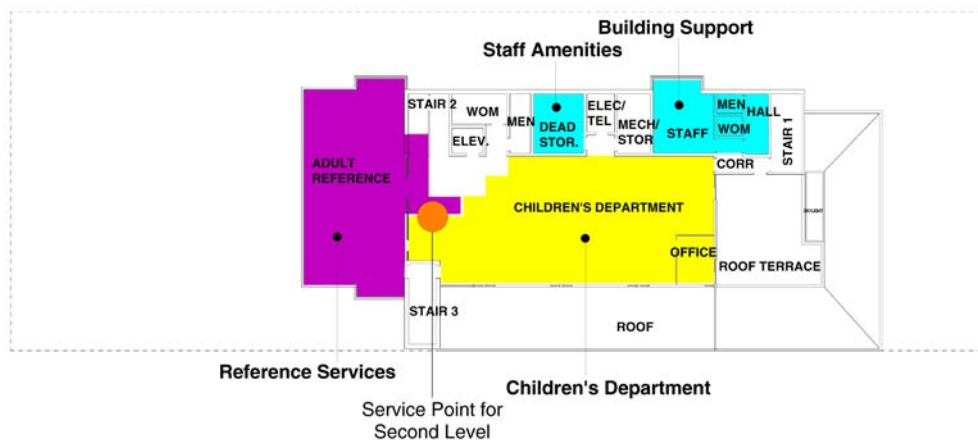 Building Support
Staff Amenities
STAIR 2
WOM
MEN
ELEC/
TEL
MEN
HALL
DEAD
STOR.
MECH/
STOR
STAFF
WOM
STAIR 1
ELEV.
ADULT
REFERENCE
CORR
CHILDREN'S DEPARTMENT
SKYLIGHT
OFFICE
ROOF TERRACE
STAIR 3
ROOF
Reference Services
Children's Department
Service Point for
Second Level